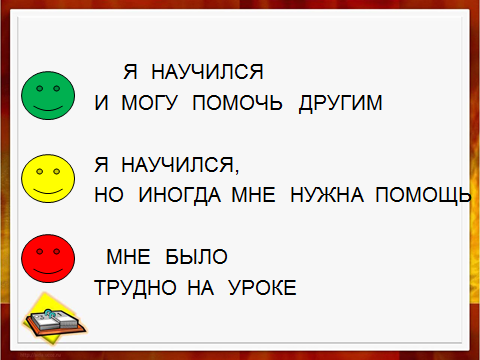 Я НАУЧИЛСЯ
И МОГУ ПОМОЧЬ ДРУГИМ
Я НАУЧИЛСЯ,
НО ИНОГДА МНЕ НУЖНА ПОМОЩЬ
МНЕ БЫЛО
ТРУДНО НА УРОКЕ